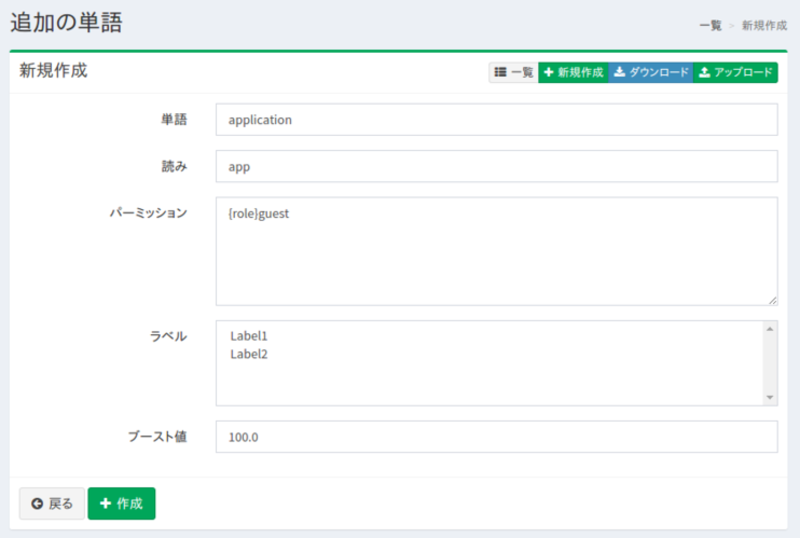 追加の単語
一覧 > 新規作成
新規作成
一覧 新規作成 ダウンロード アップロード
単語 application
読み app
パーミッション {role}guest
ラベル Label1
Label2
ブースト値 100.0
戻る 作成